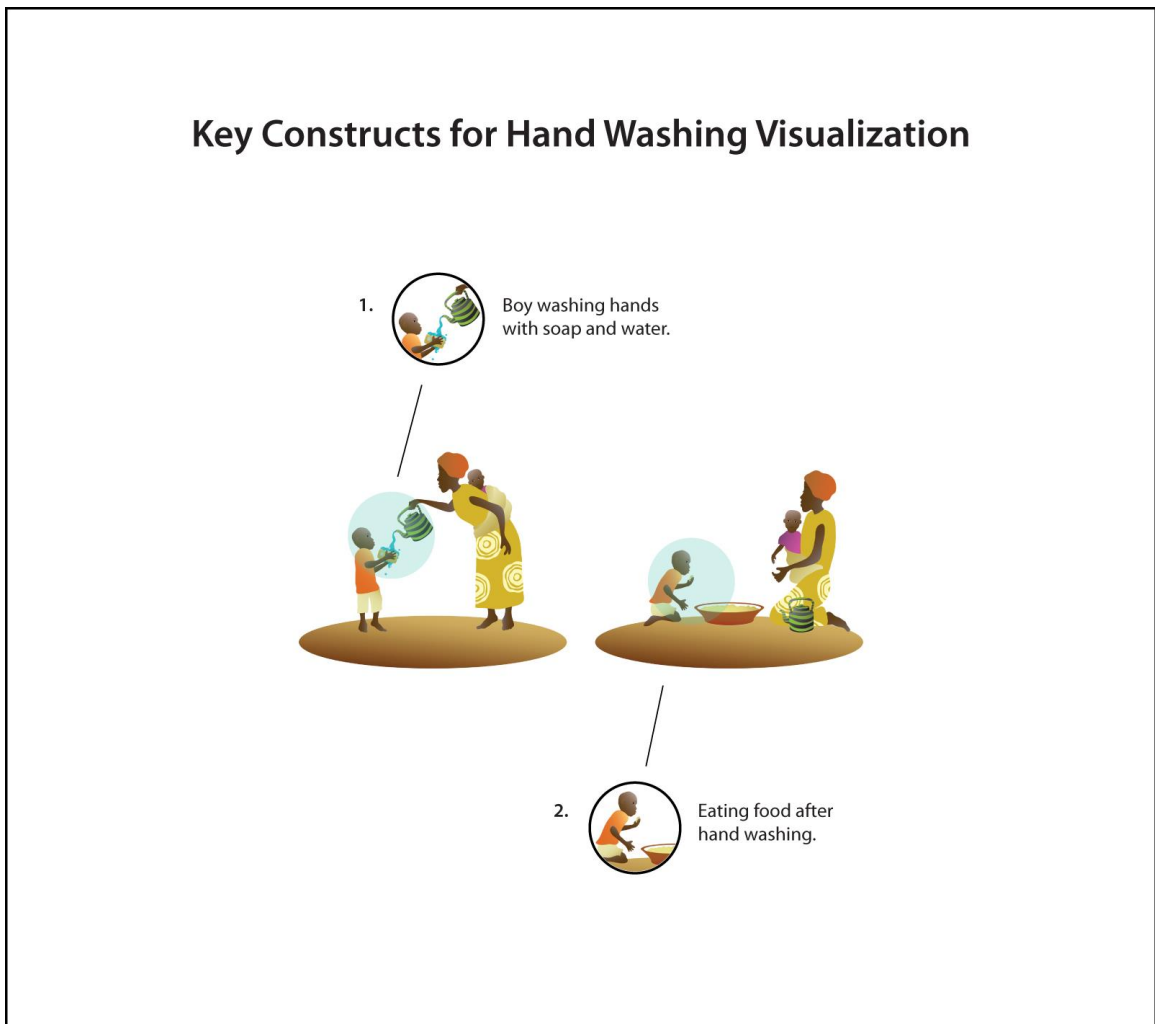 Key Constructs for Hand Washing Visualization
1.
Boy washing hands
with soap and water.
2.
Eating food after
hand washing.